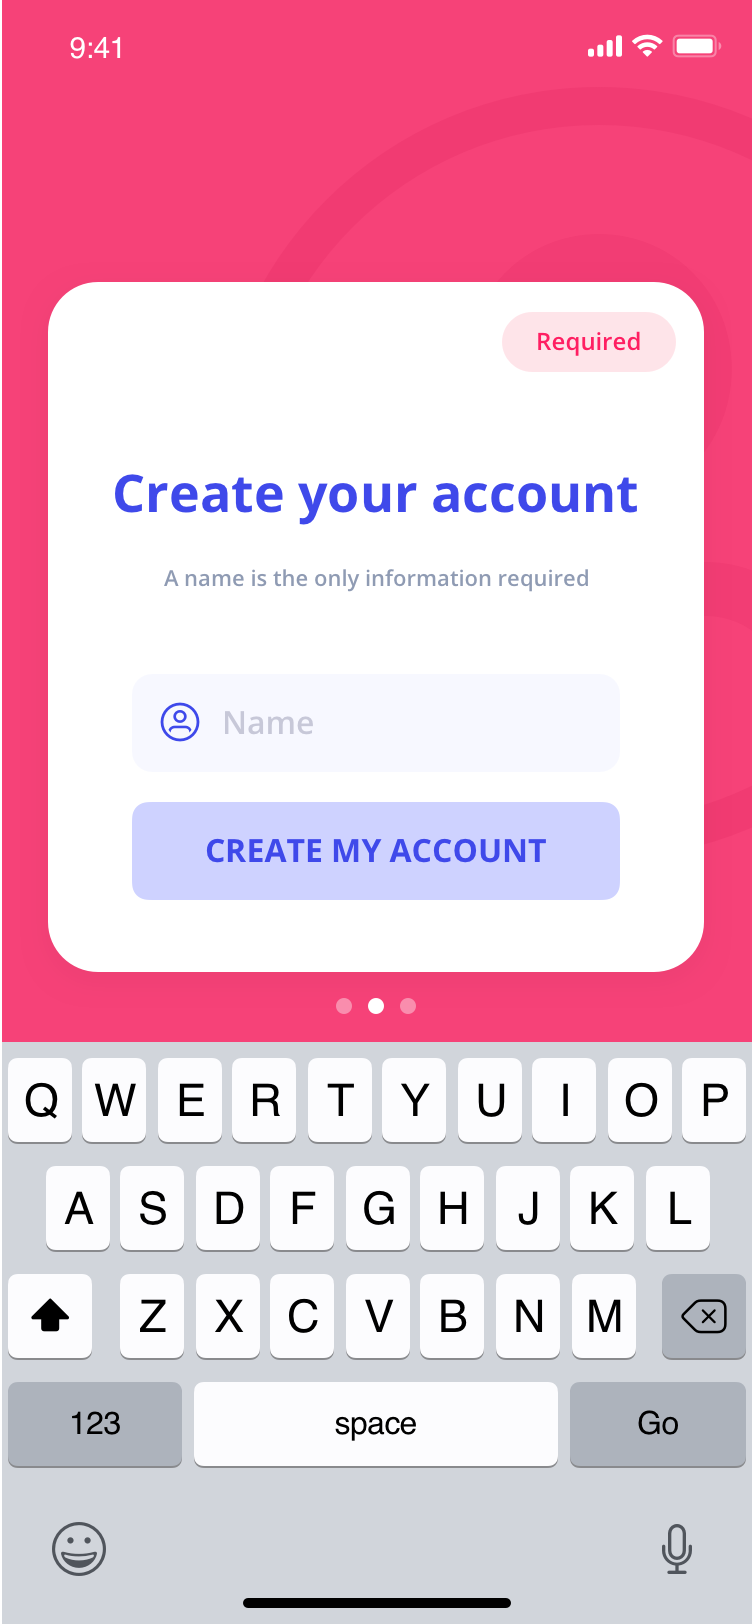 9:41
Required
Create your account
A name is the only information required
Name
CREATE MY ACCOUNT
Q W E R T Y U I O P
A S D F G H J K L
Z X C V B N M
123 space Go